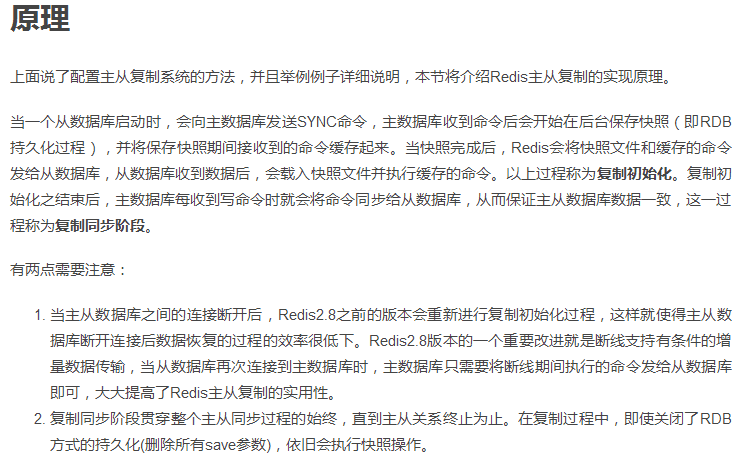 原理
上面说了配置主从复制系统的方法，并且举例例子详细说明，本节将介绍Redis主从复制的实现原理。
当一个从数据库启动时，会向主数据库发送SYNC命令，主数据库收到命令后会开始在后台保存快照（即RDB
持久化过程），并将保存快照期间接收到的命令缓存起来。当快照完成后，Redis会将快照文件和缓存的命令
发给从数据库，从数据库收到数据后，会载入快照文件并执行缓存的命令。以上过程称为复制初始化。复制初
始化之结束后，主数据库每收到写命令时就会将命令同步给从数据库，从而保证主从数据库数据一致，这一过
程称为复制同步阶段。
有两点需要注意：
1. 当主从数据库之间的连接断开后，Redis2.8之前的版本会重新进行复制初始化过程，这样就使得主从数
据库断开连接后数据恢复的过程的效率很低下。Redis2.8版本的一个重要改进就是断线支持有条件的增
量数据传输，当从数据库再次连接到主数据库时，主数据库只需要将断线期间执行的命令发给从数据库
即可，大大提高了Redis主从复制的实用性。
2. 复制同步阶段贯穿整个主从同步过程的始终，直到主从关系终止为止。在复制过程中，即使关闭了RDB
方式的持久化(删除所有save参数)，依旧会执行快照操作。